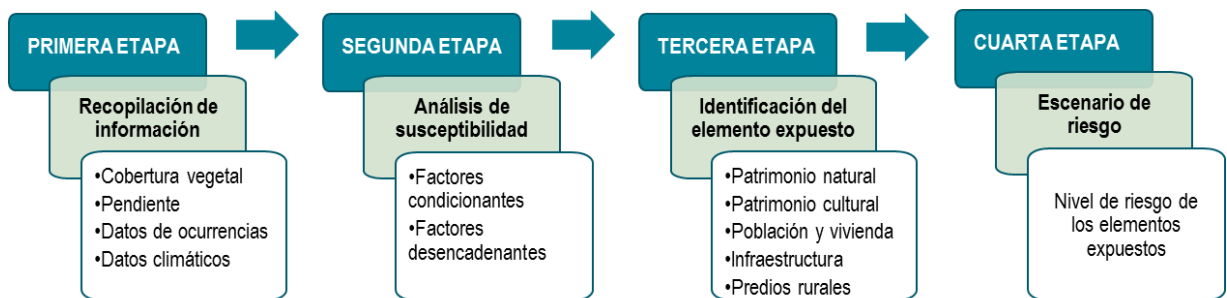 PRIMERA ETAPA
Recopilación de
información
•Cobertura vegetal
•Pendiente
•Datos de ocurrencias
•Datos climáticos
SEGUNDA ETAPA
Análisis de
susceptibilidad
•Factores
condicionantes
•Factores
desencadenantes
TERCERA ETAPA
Identificación del
elemento expuesto
•Patrimonio natural
•Patrimonio cultural
•Población y vivienda
•Infraestructura
•Predios rurales
CUARTA ETAPA
Escenario de
riesgo
Nivel de riesgo de
los elementos
expuestos